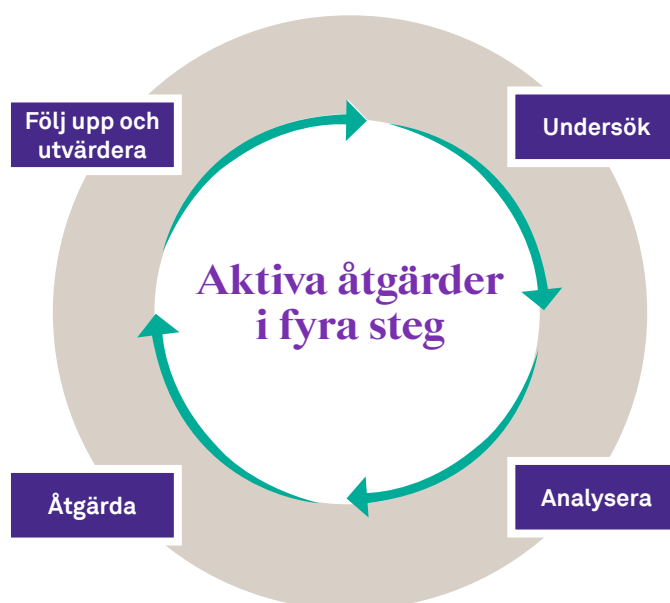 Följ upp och
utvärdera
Undersök
Aktiva åtgärder
i fyra steg
Åtgärda
Analysera